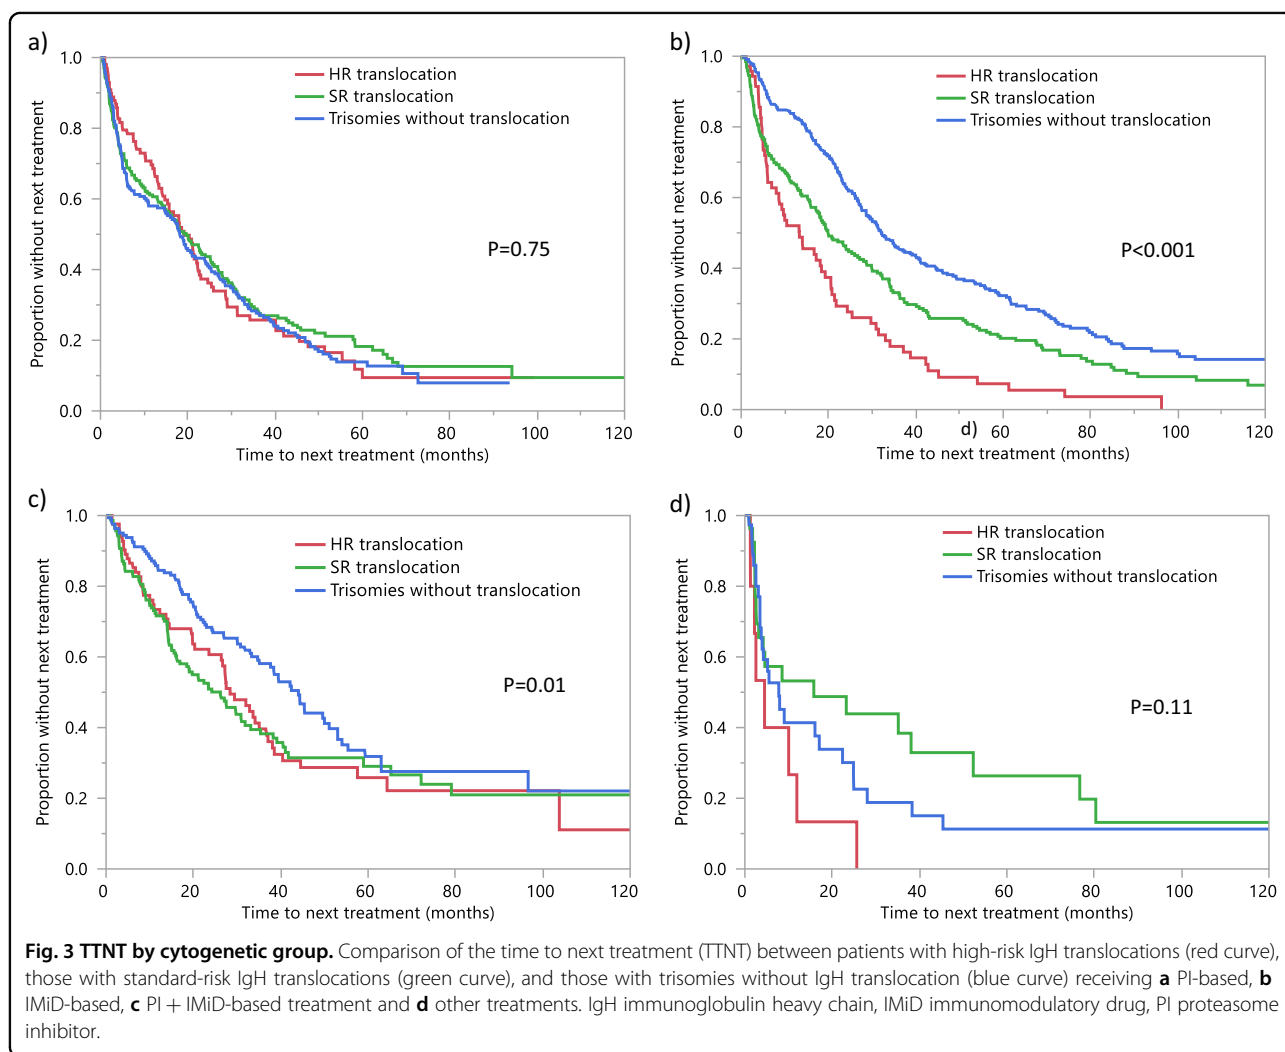 a)
Proportion without next treatment
1.0
0.8
0.6
0.4
0.2
0.0
HR translocation
SR translocation
Trisomies without translocation
P=0.75
0 20 40 60 80 100 120
Time to next treatment (months)
b)
Proportion without next treatment
1.0
0.8
0.6
0.4
0.2
0.0
HR translocation
SR translocation
Trisomies without translocation
P<0.001
0 20 40 d) 60 80 100 120
Time to next treatment (months)
c)
Proportion without next treatment
1.0
0.8
0.6
0.4
0.2
0.0
HR translocation
SR translocation
Trisomies without translocation
P=0.01
0 20 40 60 80 100 120
Time to next treatment (months)
d)
Proportion without next treatment
1.0
0.8
0.6
0.4
0.2
0.0
HR translocation
SR translocation
Trisomies without translocation
P=0.11
0 20 40 60 80 100 120
Time to next treatment (months)
Fig. 3 TTNT by cytogenetic group. Comparison of the time to next treatment (TTNT) between patients with high-risk IgH translocations (red curve),
those with standard-risk IgH translocations (green curve), and those with trisomies without IgH translocation (blue curve) receiving a PI-based, b
IMiD-based, c PI + IMiD-based treatment and d other treatments. IgH immunoglobulin heavy chain, IMiD immunomodulatory drug, PI proteasome
inhibitor.